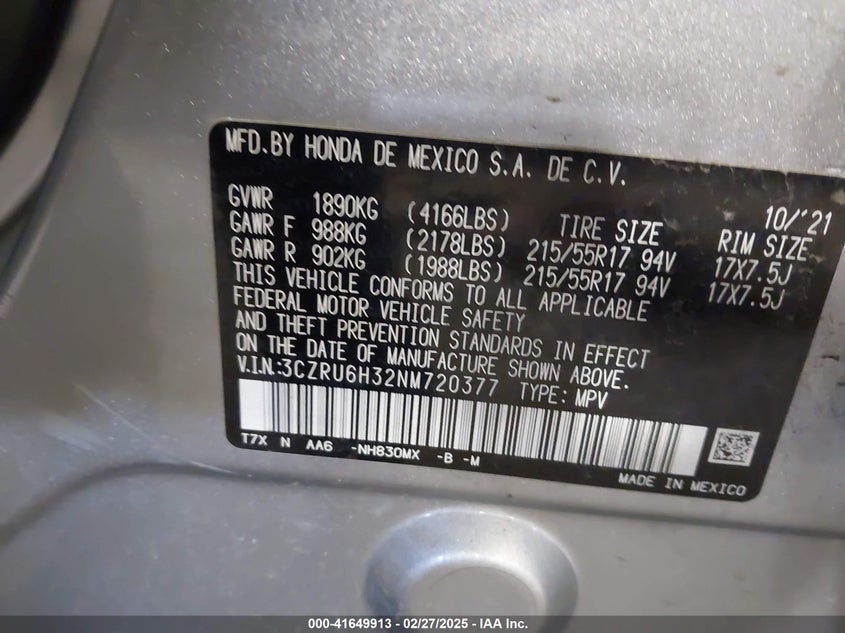 MFD.BY HONDA DE MEXICO S.A. DE C.V.
10/'21
GVWR 1890KG (4166LBS) TIRE SIZE RIM SIZE
GAWR F 988KG (2178LBS) 215/55R17 94V 17X7.5J
GAWR R 902KG (1988LBS) 215/55R17 94V 17X7.5J
THIS VEHICLE CONFORMS TO ALL APPLICABLE
FEDERAL MOTOR VEHICLE SAFETY
AND THEFT PREVENTION STANDARDS IN EFFECT
ON THE DATE OF MANUFACTURE SHOWN ABOVE.
V.I.N.:3CZRU6H32NM720377 TYPE: MPV
T7X N AA6 -NH830MX -B -M
MADE IN MEXICO
000-41649913 - 02/27/2025 - IAA Inc.